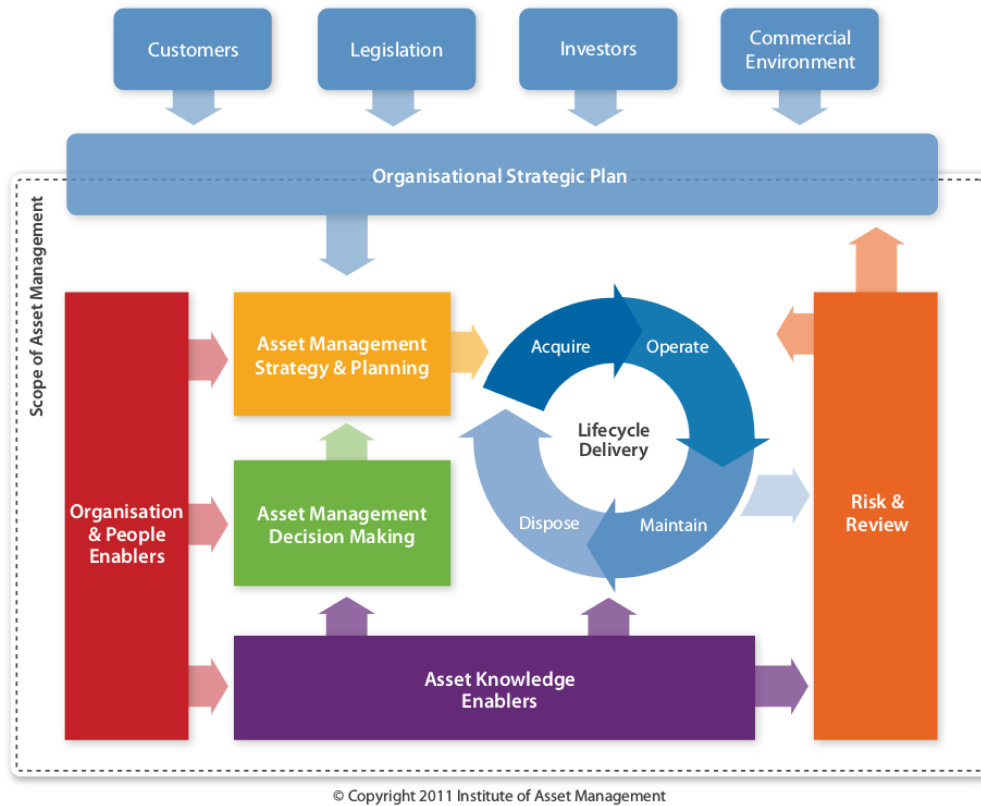 Customers
Legislation
Investors
Commercial
Environment
Organisational Strategic Plan
Scope of Asset Management
Asset Management
Strategy & Planning
Acquire
Operate
Lifecycle
Delivery
Organisation
& People
Enablers
Asset Management
Decision Making
Dispose
Maintain
Risk &
Review
Asset Knowledge
Enablers
© Copyright 2011 Institute of Asset Management